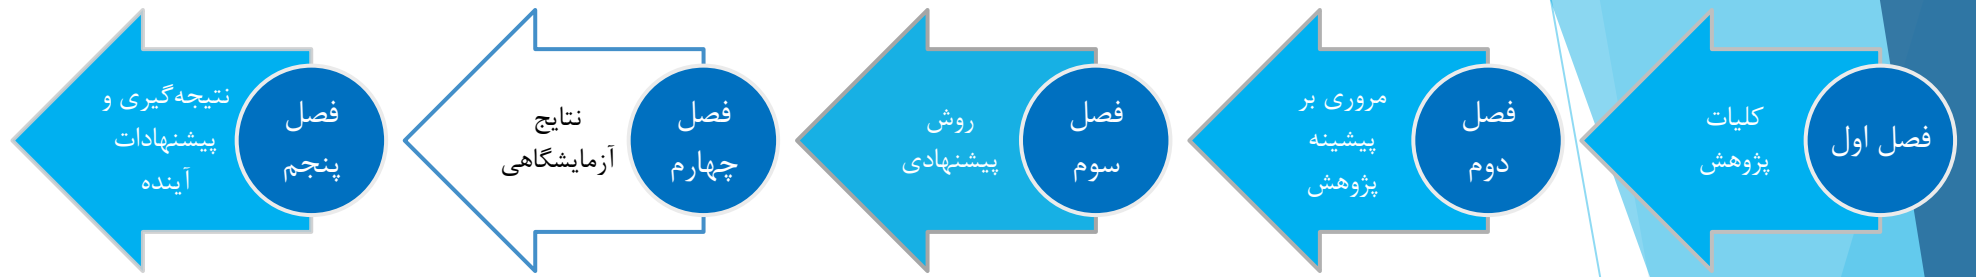 فصل اول
کلیات
پژوهش
فصل
دوم
مروری بر
پیشینه
پژوهش
فصل
سوم
روش
پیشنهادی
فصل
چهارم
نتایج
آزمایشگاهی
فصل
پنجم
نتیجه‌گیری و
پیشنهادات
آینده